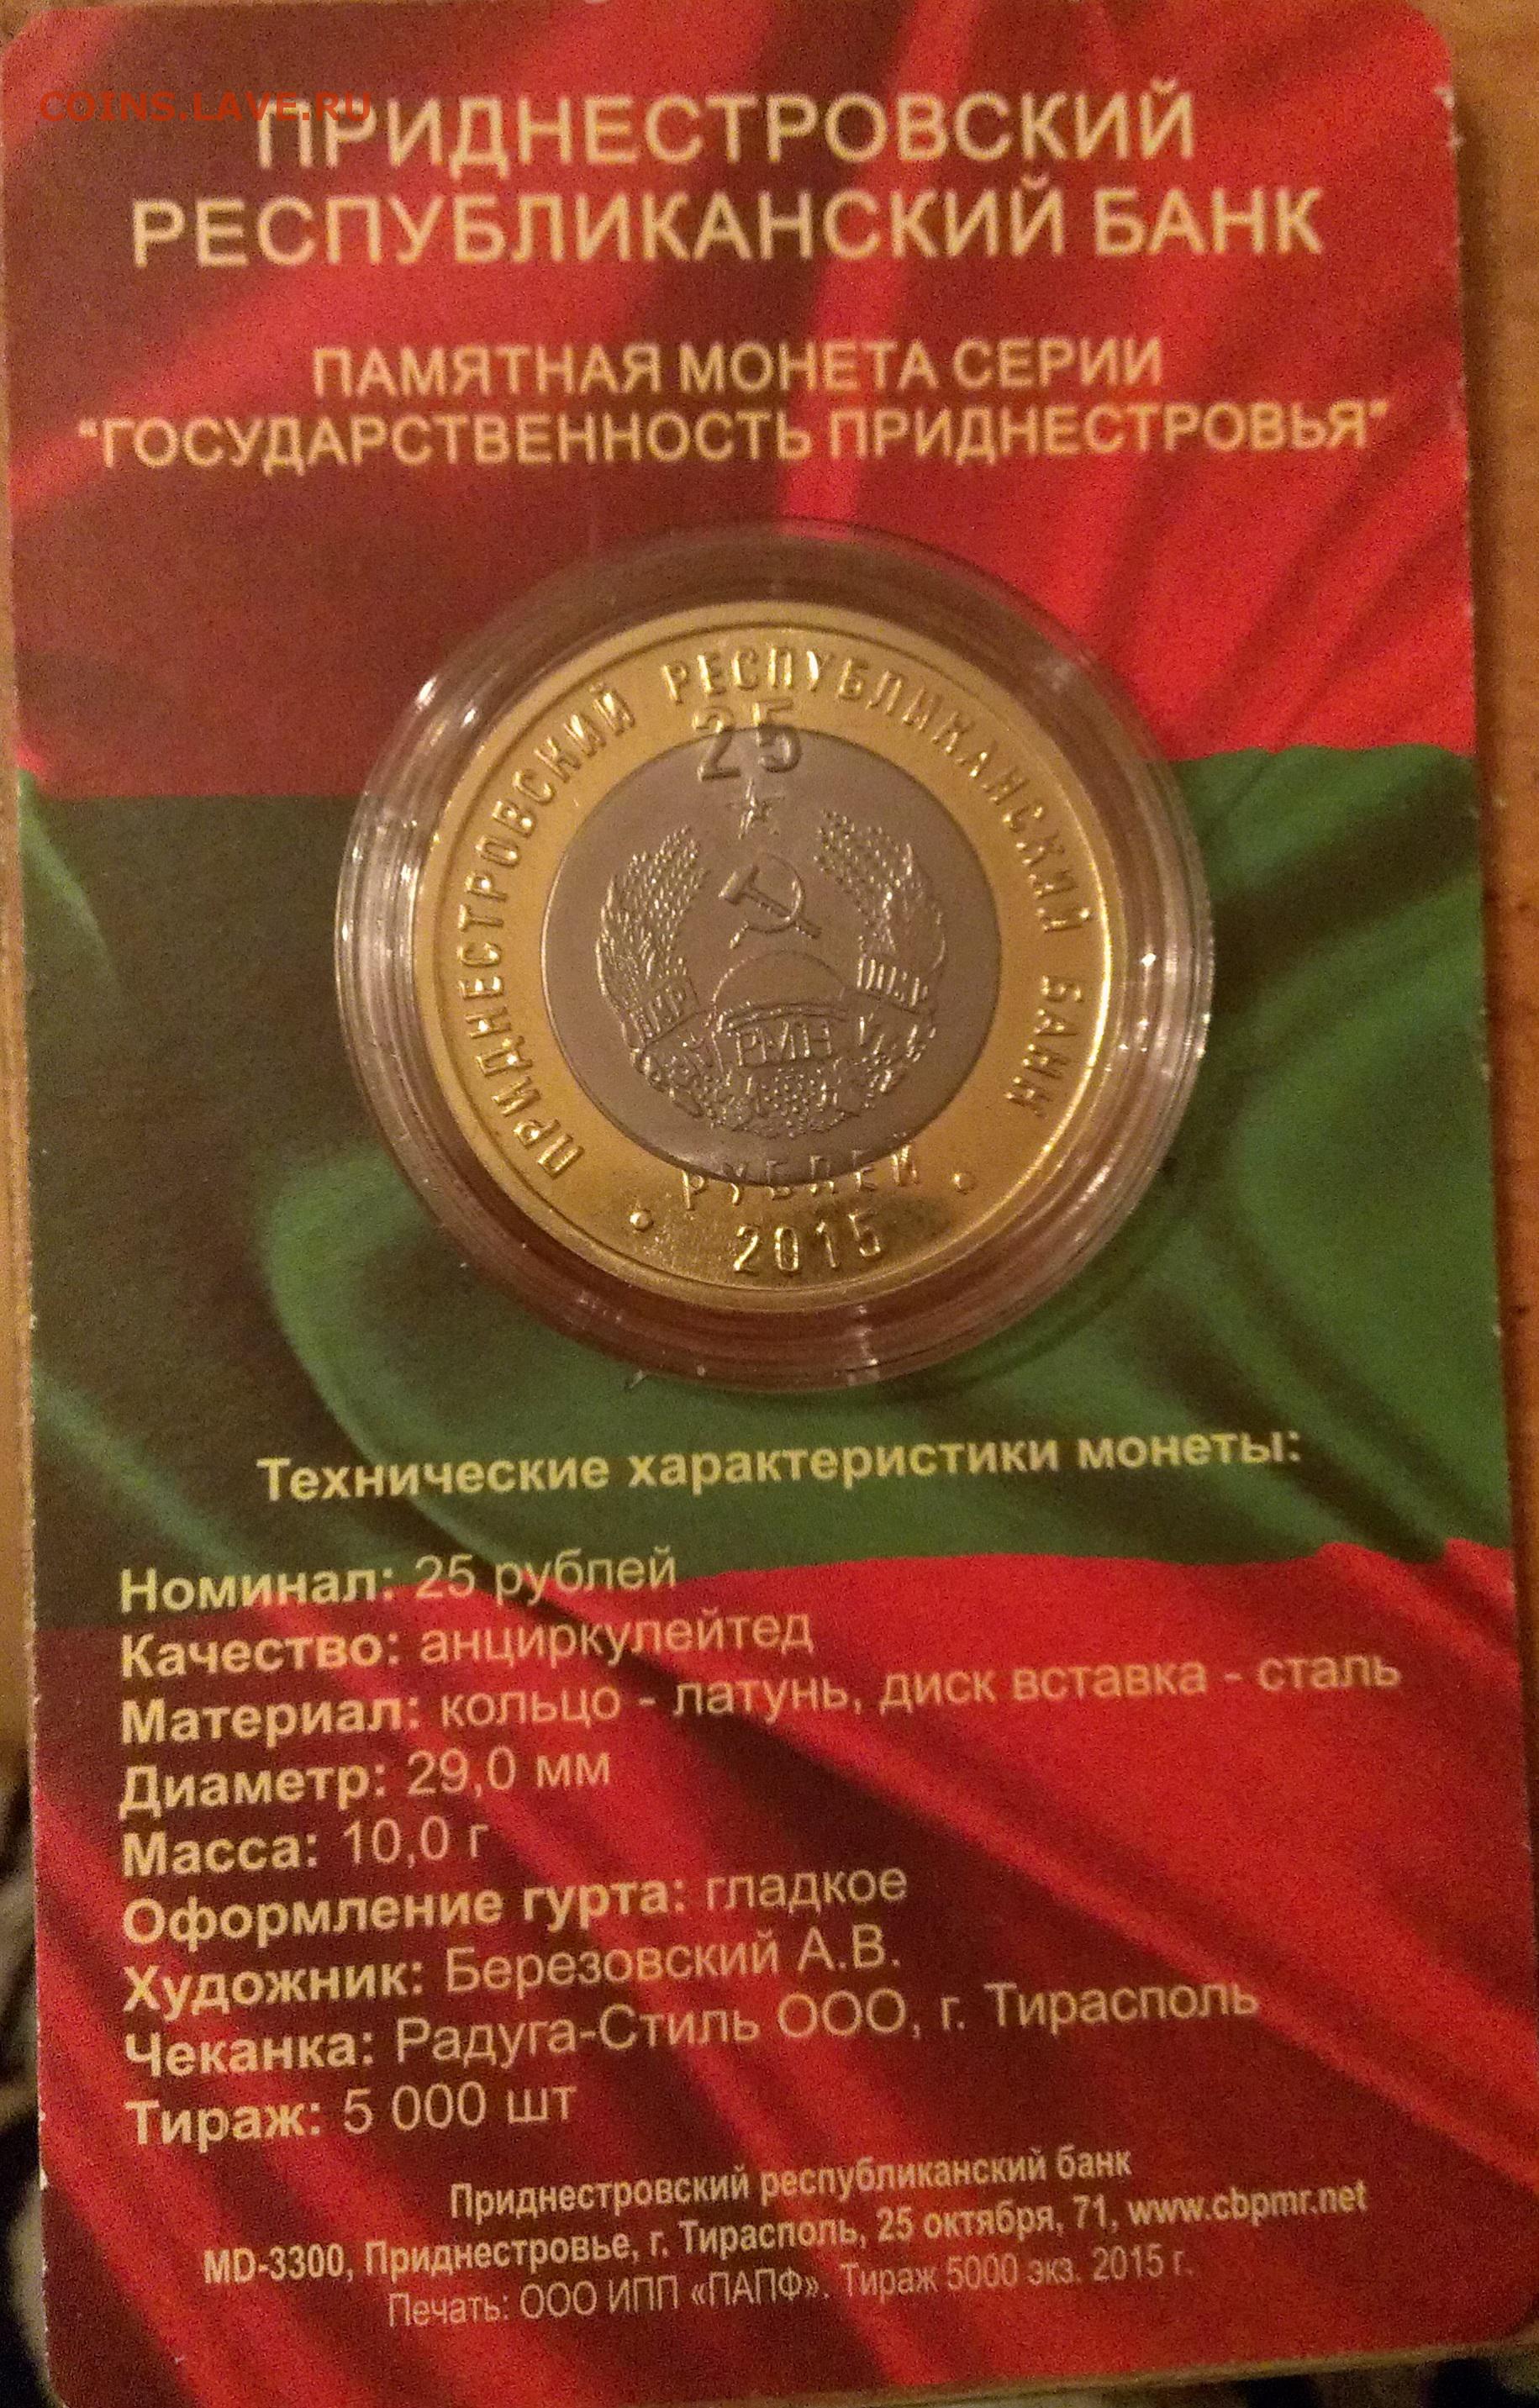 COINS.LAVE.RU
ПРИДНЕСТРОВСКИЙ
РЕСПУБЛИКАНСКИЙ БАНК
ПАМЯТНАЯ МОНЕТА СЕРИИ
"ГОСУДАРСТВЕННОСТЬ ПРИДНЕСТРОВЬЯ"
ПРИДНЕСТРОВСКИЙ РЕСПУБЛИКАНСКИЙ БАНК
25
РМН
РУБЛЕЙ
2015
Технические характеристики монеты:
Номинал: 25 рублей
Качество: анциркулейтед
Материал: кольцо - латунь, диск вставка - сталь
Диаметр: 29,0 мм
Масса: 10,0 г
Оформление гурта: гладкое
Художник: Березовский А.В.
Чеканка: Радуга-Стиль ООО, г. Тирасполь
Тираж: 5 000 шт
Приднестровский республиканский банк
MD-3300, Приднестровье, г. Тирасполь, 25 октября, 71, www.cbpmr.net
Печать: ООО ИПП «ПАПФ». Тираж 5000 экз. 2015 г.